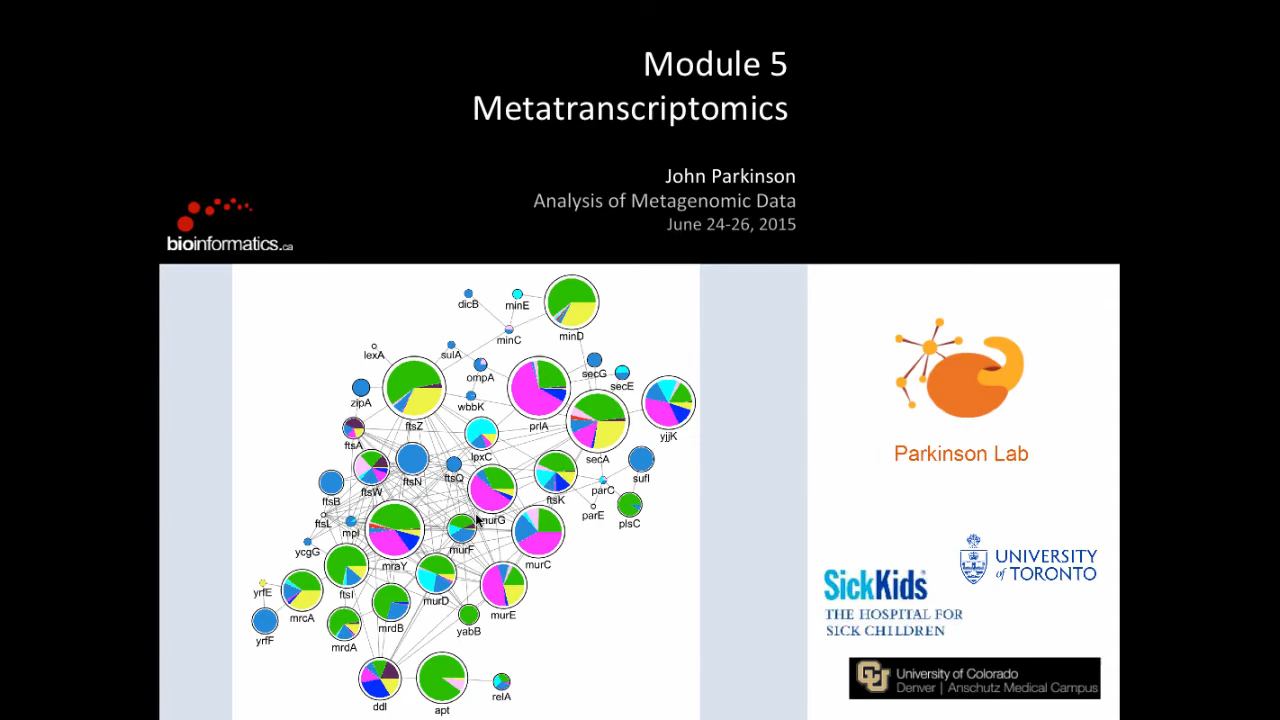 Module 5
Metatranscriptomics
John Parkinson
Analysis of Metagenomic Data
June 24-26, 2015
bioinformatics.ca
dicB
minE
minD
minC
lexA
sulA
ompA
secG
secE
zipA
wbbK
ftsZ
prlA
yjjK
ftsA
lpxC
secA
ftsW
ftsN
ftsQ
ftsK
parC
sufI
ftsB
ftsL
mpl
murG
parE
plsC
ycgG
mraY
murF
murC
yrfE
mrcA
ftsI
murD
murE
yrfF
mrdA
mrdB
yabB
ddl
apt
relA
Parkinson Lab
UNIVERSITY
of TORONTO
SickKids
THE HOSPITAL FOR
SICK CHILDREN
CU
University of Colorado
Denver | Anschutz Medical Campus